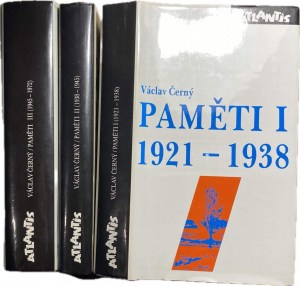 VÁCLAV ČERNÝ / PAMĚTI III (1945 – 1972)
ATLANTIS
VÁCLAV ČERNÝ / PAMĚTI II (1938 – 1945)
ATLANTIS
VÁCLAV ČERNÝ / PAMĚTI I (1921 – 1938)
ATLANTIS
ATLANTIS
Václav Černý
PAMĚTI I
1921 – 1938